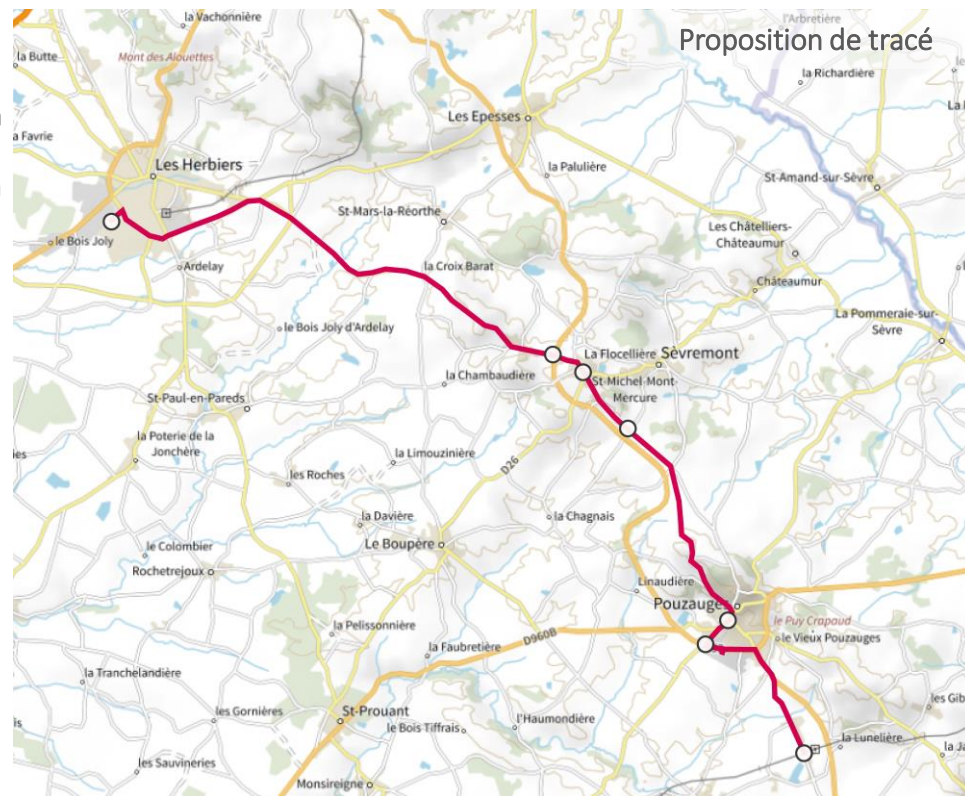 Proposition de tracé
la Vachonnière
l'Arbretière
la Butte
Mont des Alouettes
la Richardière
Les Epesses
a Favrie
Les Herbiers
la Palulière
St-Amand-sur-Sèvre
St-Mars-la-Réorthe
Les Châtelliers-
Châteaumur
le Bois Joly
Ardelay
la Croix Barat
Châteaumur
La Pommeraie-sur-
Sèvre
le Bois Joly d'Ardelay
La Flocellière
Sèvremont
la Chambaudière
St-Michel-Mont-
Mercure
St-Paul-en-Pareds
la Poterie de la
Jonchère
la Limouzinière
les Roches
D26
la Davière
la Chagnais
le Colombier
Le Boupère
Rochetrejoux
Linaudière
Pouzauges
la Pelissonnière
le Puy Crapaud
D960B
le Vieux Pouzauges
la Faubretière
la Tranchelandière
les Gib
les Gornières
St-Prouant
le Bois Tiffrais
l'Haumondière
la Lunelière
la Ja
les Sauvineries
Monsireigne